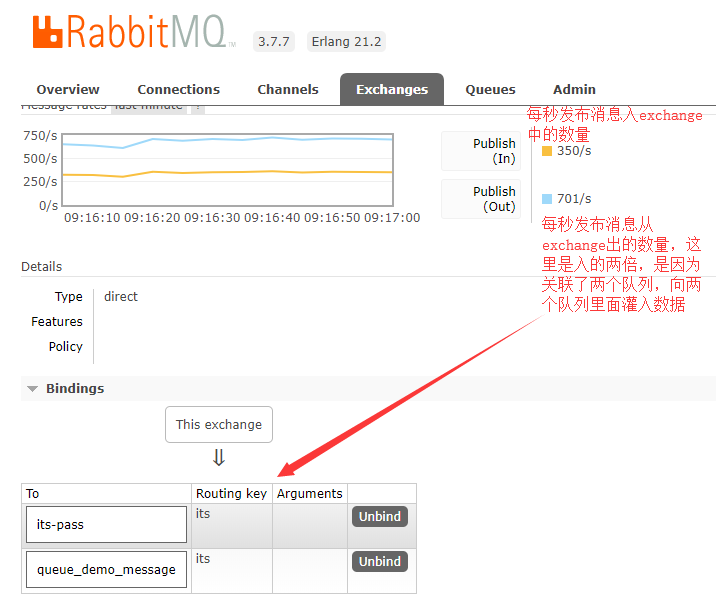 RabbitMQ TM 3.7.7 Erlang 21.2
Overview Connections Channels Exchanges Queues Admin
Message rates last minute ?
每秒发布消息入exchange
中的数量
750/s
500/s
250/s
0/s
09:16:10 09:16:20 09:16:30 09:16:40 09:16:50 09:17:00
Publish
(In)
350/s
Publish
(Out)
701/s
每秒发布消息从
exchange出的数量，这
里是入的两倍，是因为
关联了两个队列，向两
个队列里面灌入数据
Details
Type direct
Features
Policy
Bindings
This exchange
⇓
To Routing key Arguments
its-pass its Unbind
queue_demo_message its Unbind